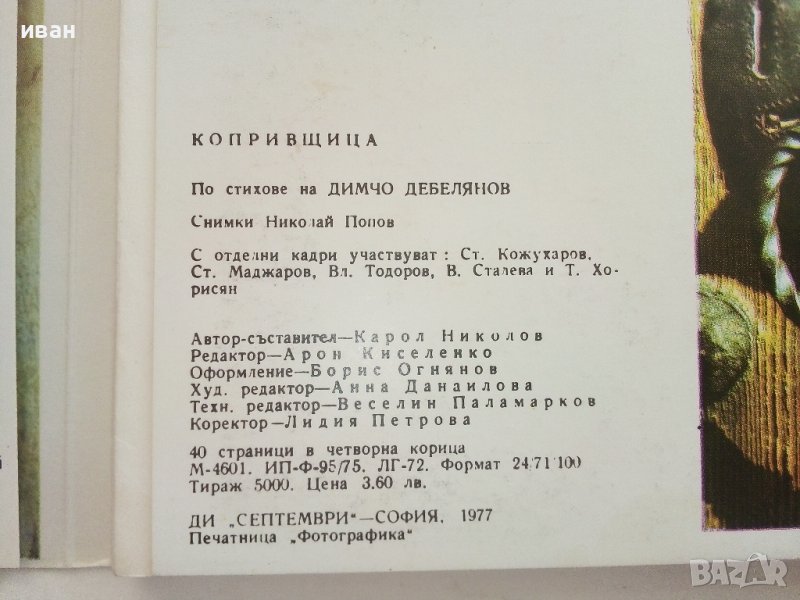 иван
КОПРИВЩИЦА
По стихове на ДИМЧО ДЕБЕЛЯНОВ
Снимки Николай Попов
С отделни кадри участвуват: Ст. Кожухаров,
Ст. Маджаров, Вл. Тодоров, В. Сталева и Т. Хо-
рисян
Автор-съставител—Карол Николов
Редактор—Арон Киселенко
Оформление—Борис Огнянов
Худ. редактор—Анна Данаилова
Техн. редактор—Веселин Паламарков
Коректор—Лидия Петрова
40 страници в четворна корица
М-4601. ИП-Ф-95/75. ЛГ-72. Формат 24/71/100
Тираж 5000. Цена 3.60 лв.
ДИ „СЕПТЕМВРИ“—СОФИЯ, 1977
Печатница „Фотографика“
BAZAR